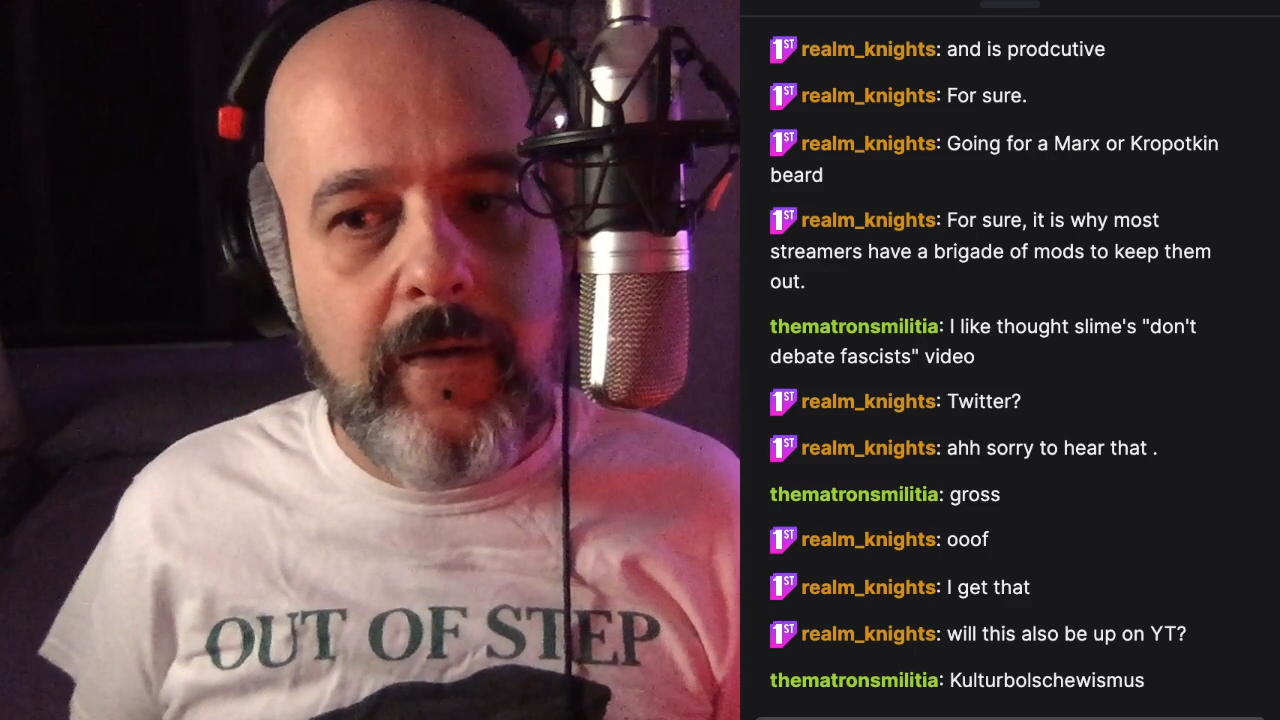 OUT OF STEP
1ST realm_knights: and is prodcutive
1ST realm_knights: For sure.
1ST realm_knights: Going for a Marx or Kropotkin
beard
1ST realm_knights: For sure, it is why most
streamers have a brigade of mods to keep them
out.
thematronsmilitia: I like thought slime's "don't
debate fascists" video
1ST realm_knights: Twitter?
1ST realm_knights: ahh sorry to hear that .
thematronsmilitia: gross
1ST realm_knights: ooof
1ST realm_knights: I get that
1ST realm_knights: will this also be up on YT?
thematronsmilitia: Kulturbolschewismus